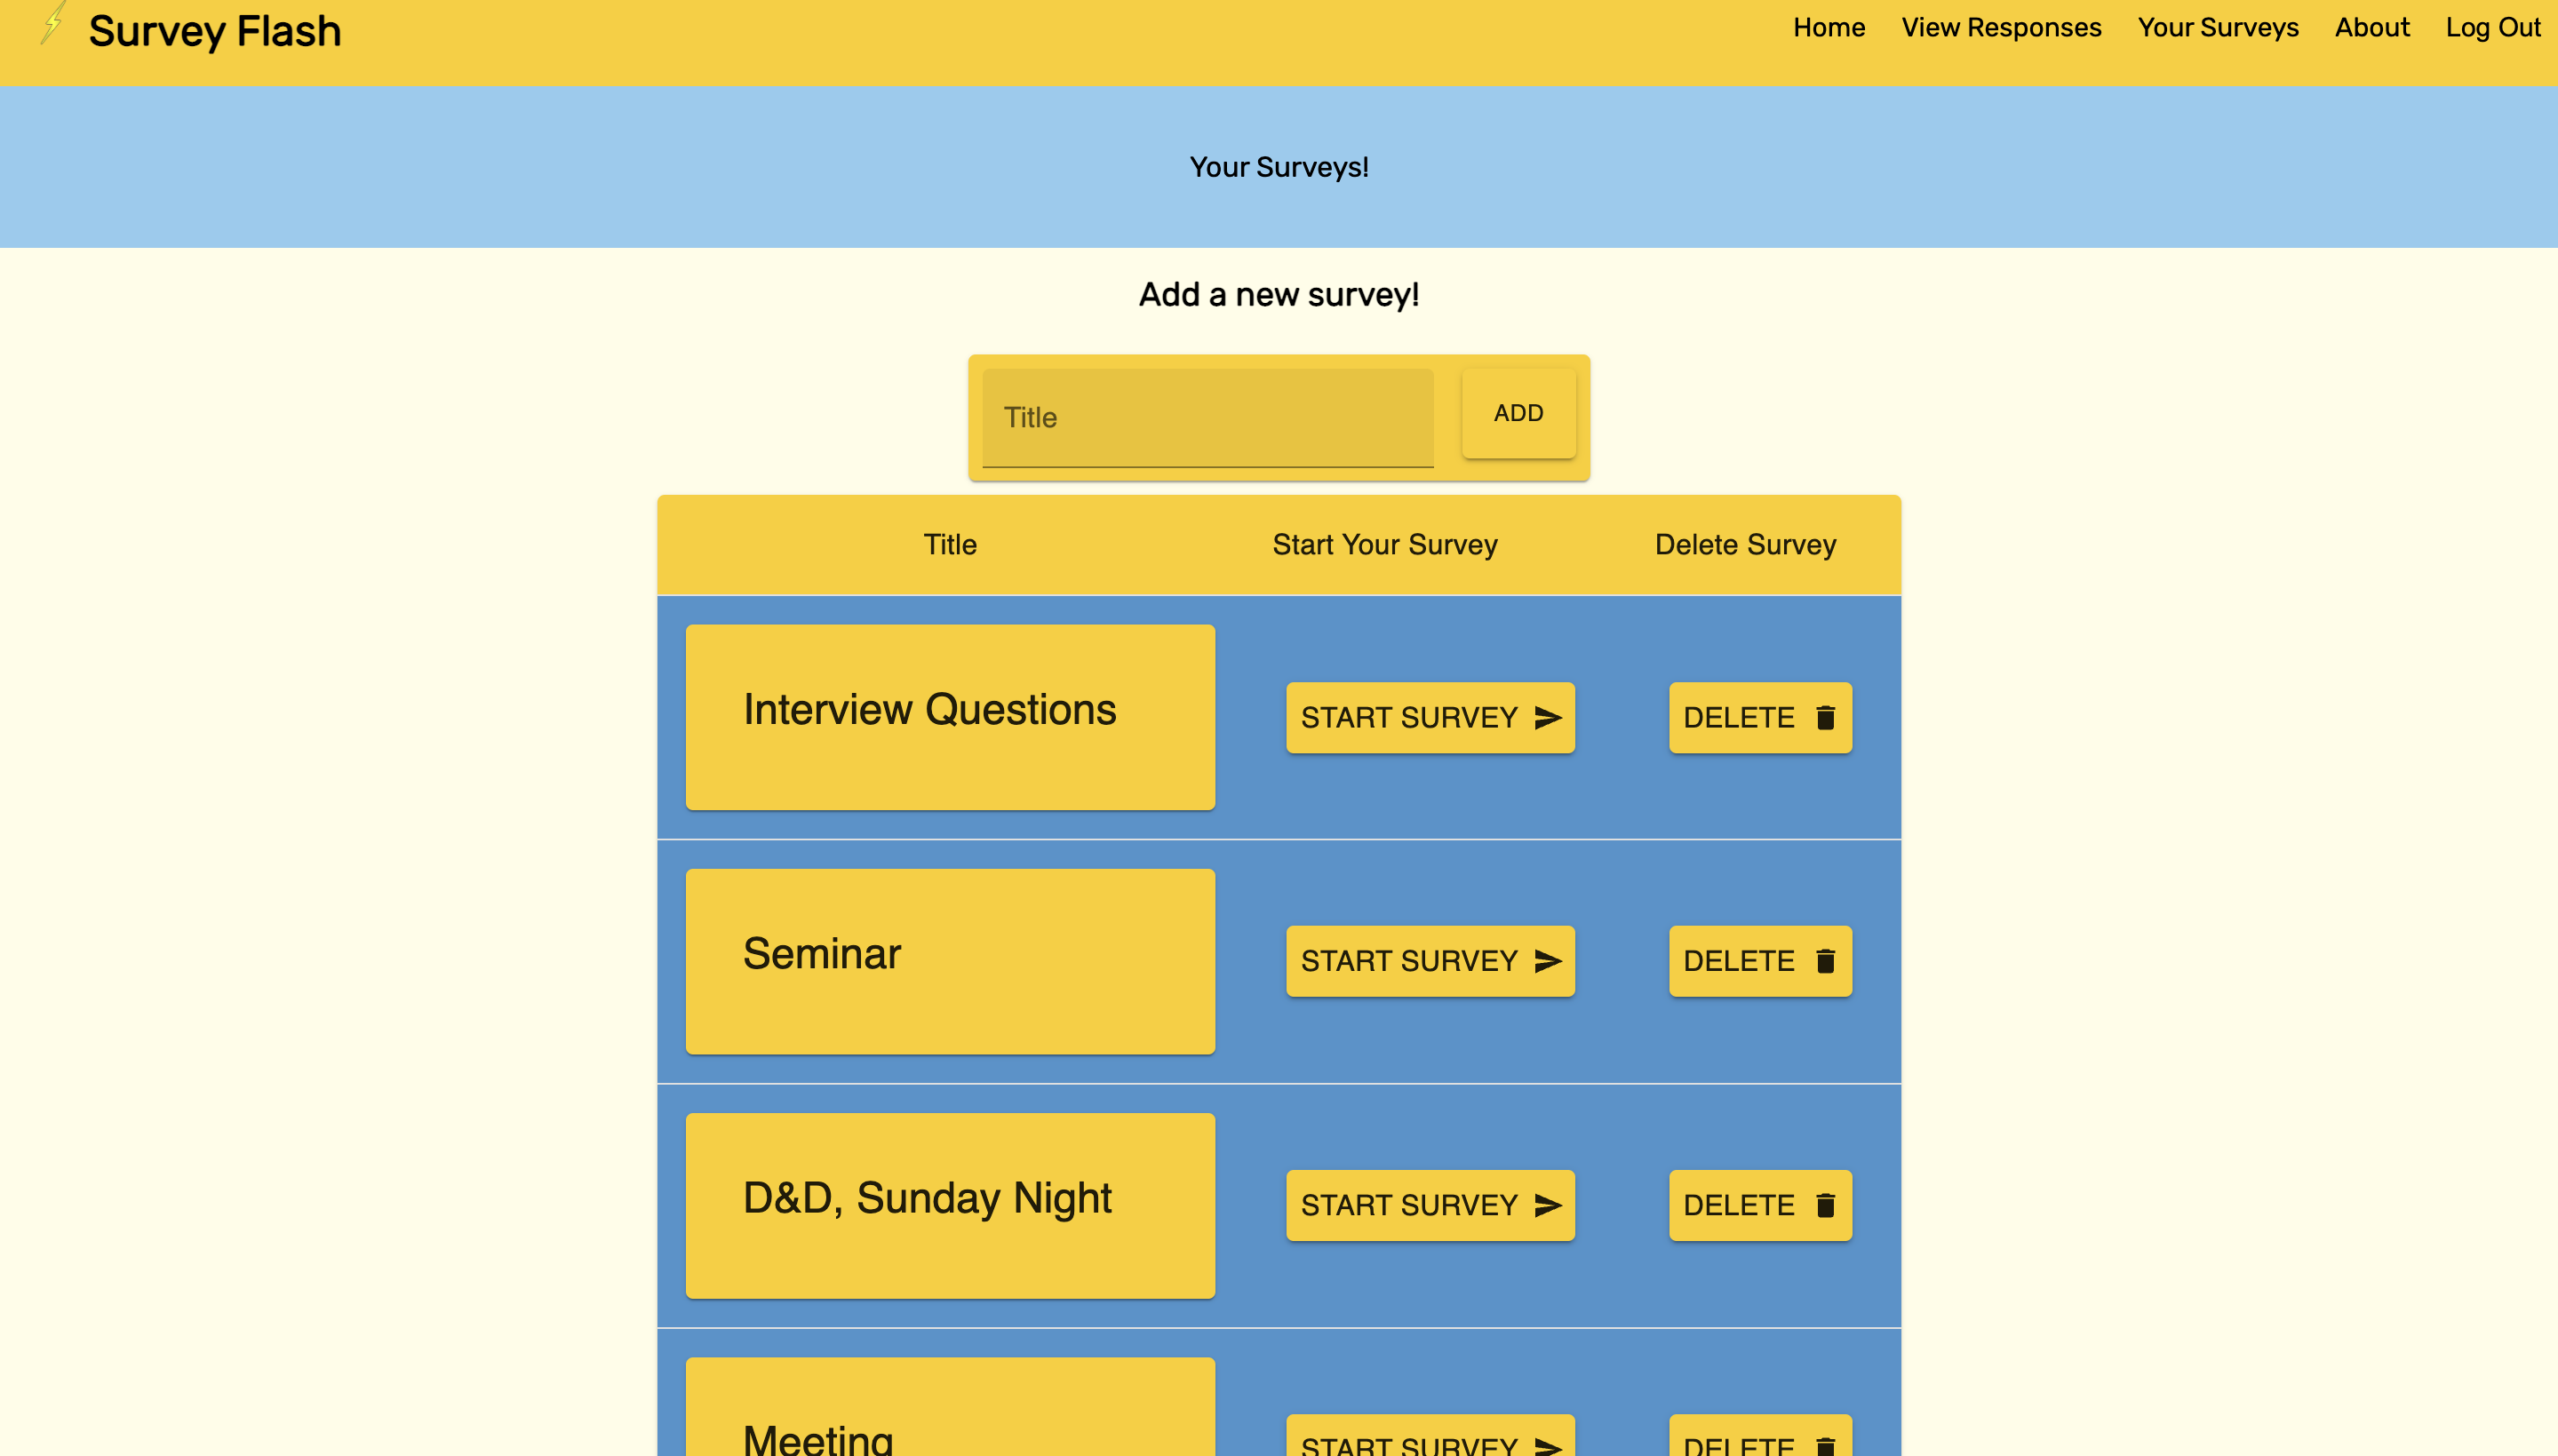 Survey Flash
Home View Responses Your Surveys About Log Out
Your Surveys!
Add a new survey!
Title
ADD
Title Start Your Survey Delete Survey
Interview Questions
START SURVEY
DELETE
Seminar
START SURVEY
DELETE
D&D, Sunday Night
START SURVEY
DELETE
Meeting
START SURVEY
DELETE